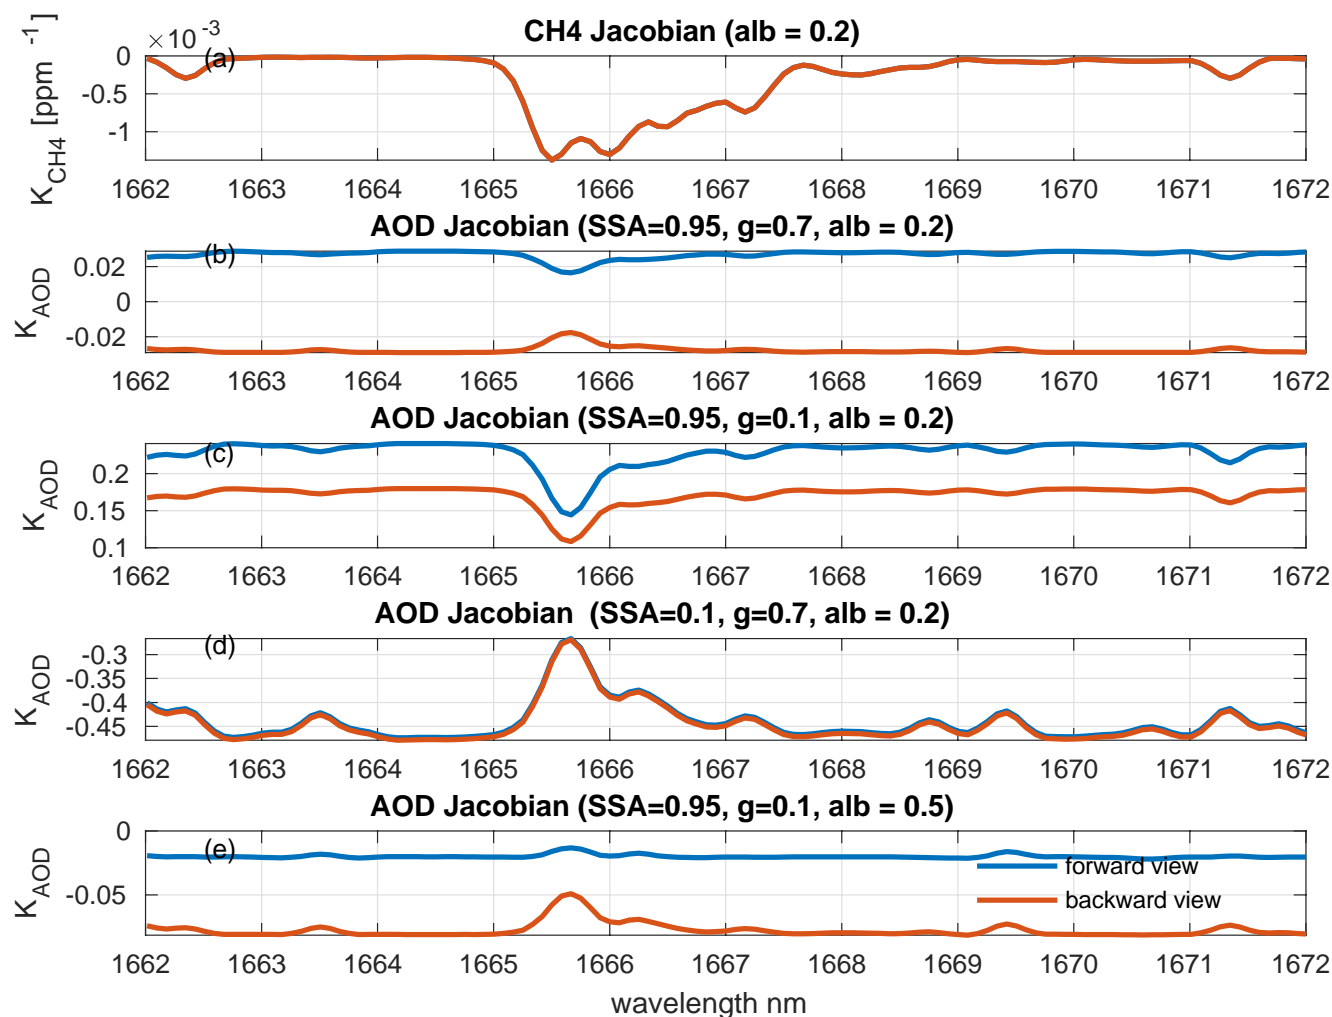 CH4 Jacobian (alb = 0.2)
×10 -3
(a)
0
-0.5
-1
K CH4 [ppm -1]
1662 1663 1664 1665 1666 1667 1668 1669 1670 1671 1672
AOD Jacobian (SSA=0.95, g=0.7, alb = 0.2)
(b)
0.02
0
-0.02
K AOD
1662 1663 1664 1665 1666 1667 1668 1669 1670 1671 1672
AOD Jacobian (SSA=0.95, g=0.1, alb = 0.2)
(c)
0.2
0.15
0.1
K AOD
1662 1663 1664 1665 1666 1667 1668 1669 1670 1671 1672
AOD Jacobian (SSA=0.1, g=0.7, alb = 0.2)
(d)
-0.3
-0.35
-0.4
-0.45
K AOD
1662 1663 1664 1665 1666 1667 1668 1669 1670 1671 1672
AOD Jacobian (SSA=0.95, g=0.1, alb = 0.5)
0
(e)
-0.05
K AOD
forward view
backward view
1662 1663 1664 1665 1666 1667 1668 1669 1670 1671 1672
wavelength nm